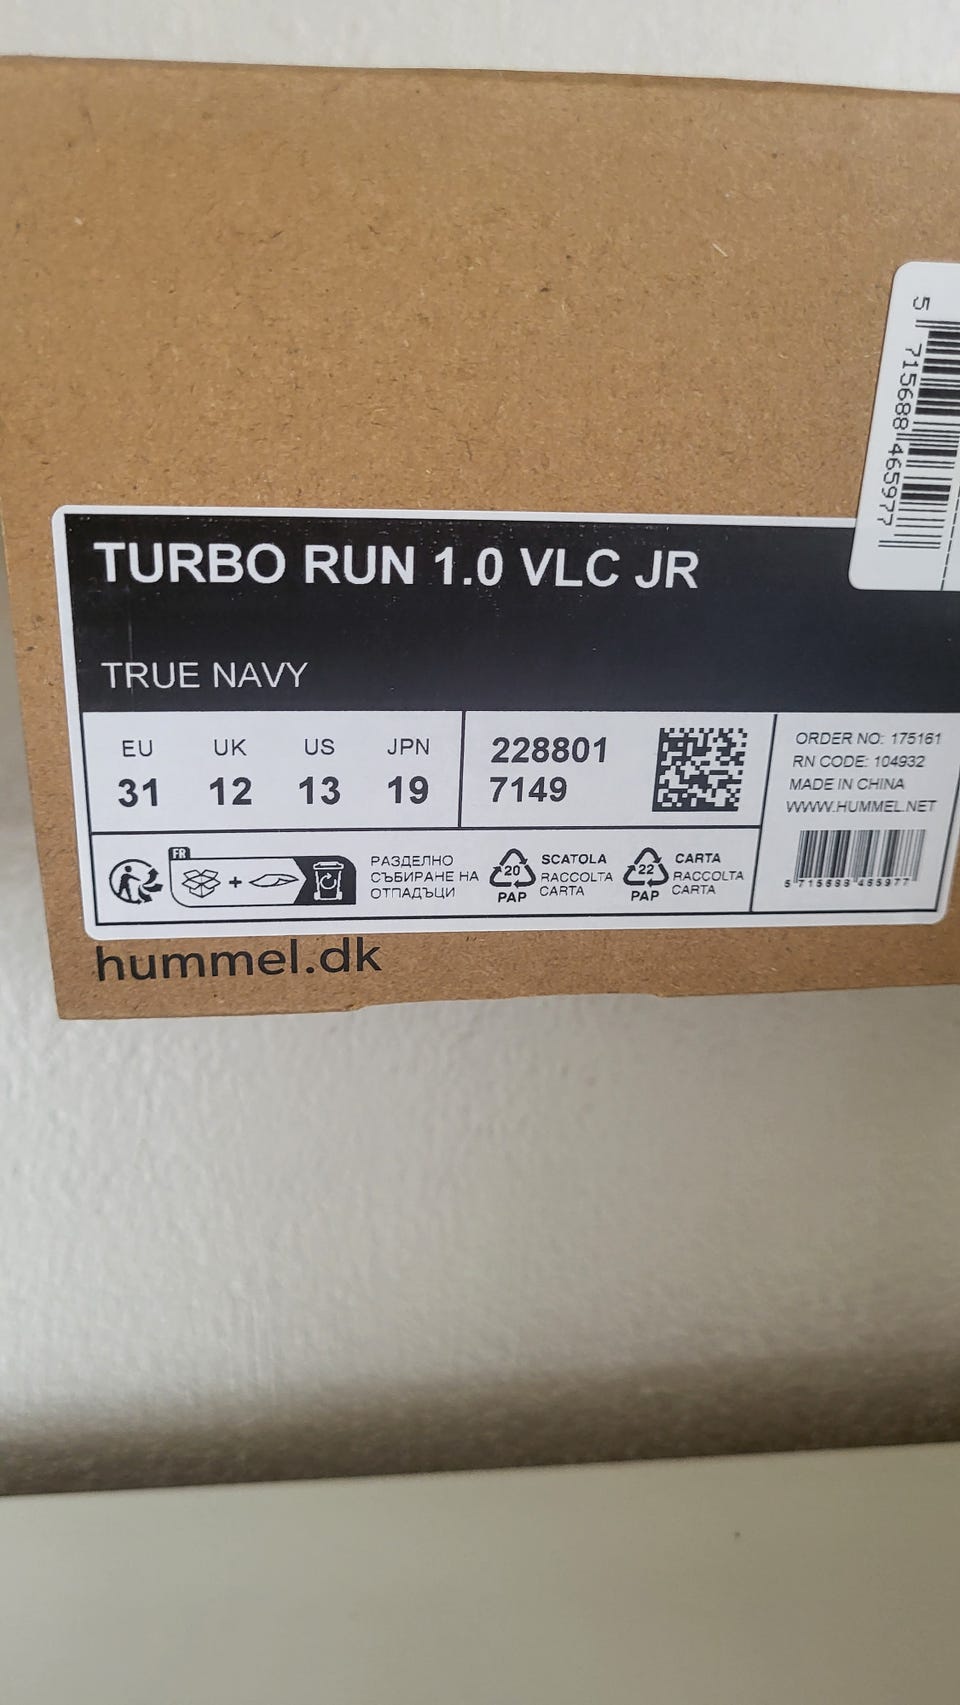 5 715688 465977
TURBO RUN 1.0 VLC JR
TRUE NAVY
EU UK US JPN
31 12 13 19
228801
7149
ORDER NO: 175161
RN CODE: 104932
MADE IN CHINA
WWW.HUMMEL.NET
5 715688 465977
FR
РАЗДЕЛНО
СЪБИРАНЕ НА
ОТПАДЪЦИ
20
PAP
SCATOLA
RACCOLTA
CARTA
22
PAP
CARTA
RACCOLTA
CARTA
hummel.dk